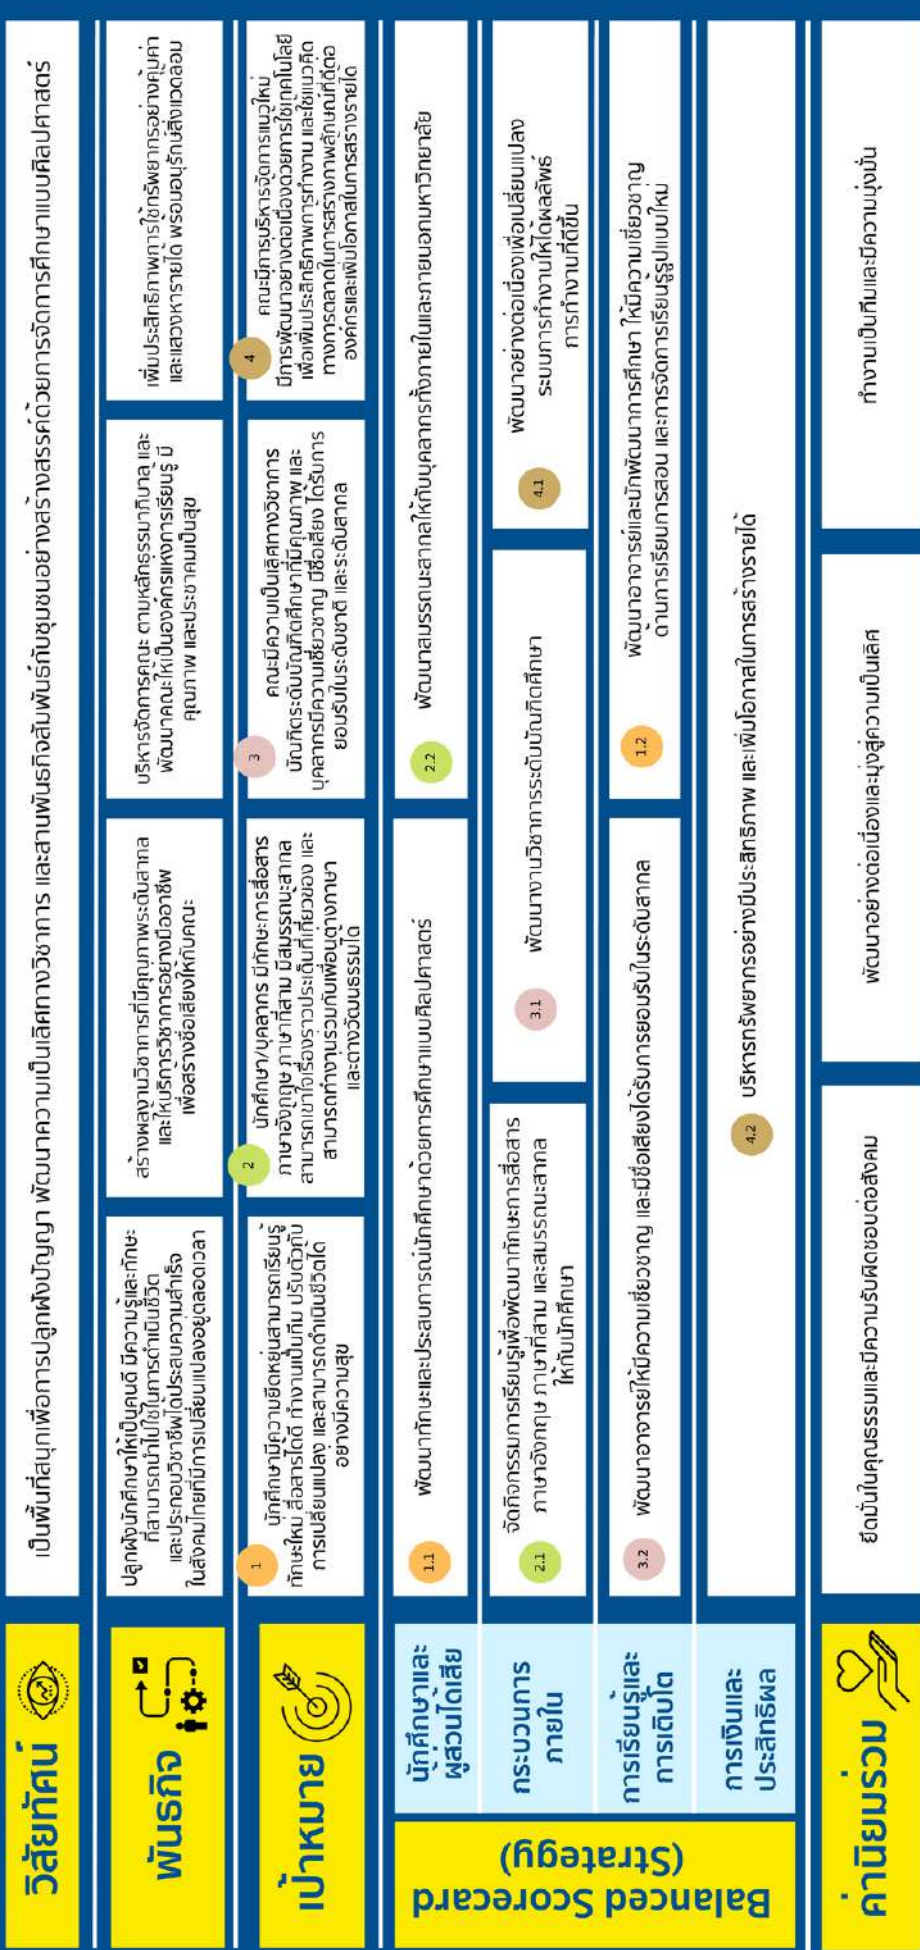 วิสัยทัศน์
เป็นพื้นที่สนุกเพื่อการปลูกฝังปัญญา พัฒนาความเป็นเลิศทางวิชาการ และสานพันธกิจสัมพันธ์กับชุมชนอย่างสร้างสรรค์ด้วยการจัดการศึกษาแบบศิลปศาสตร์
พันธกิจ
ปลูกฝังนักศึกษาให้เป็นคนดี มีความรู้และทักษะ
ที่สามารถนำไปใช้ในการดำเนินชีวิต
และประกอบวิชาชีพได้ประสบความสำเร็จ
ในสังคมไทยที่มีการเปลี่ยนแปลงอยู่ตลอดเวลา
สร้างผลงานวิชาการที่มีคุณภาพระดับสากล
และให้บริการวิชาการอย่างมืออาชีพ
เพื่อสร้างชื่อเสียงให้กับคณะ
บริหารจัดการคณะ ตามหลักธรรมาภิบาล และ
พัฒนาคณะให้เป็นองค์กรแห่งการเรียนรู้ มี
คุณภาพ และประชาคมเป็นสุข
เพิ่มประสิทธิภาพการใช้ทรัพยากรอย่างคุ้มค่า
และแสวงหารายได้ พร้อมอนุรักษ์สิ่งแวดล้อม
เป้าหมาย
1
นักศึกษามีความยืดหยุ่นสามารถเรียนรู้
ทักษะใหม่ สื่อสารได้ดี ทำงานเป็นทีม ปรับตัวกับ
การเปลี่ยนแปลง และสามารถดำเนินชีวิตได้
อย่างมีความสุข
2
นักศึกษา/บุคลากร มีทักษะการสื่อสาร
ภาษาอังกฤษ ภาษาที่สาม มีสมรรถนะสากล
สามารถเข้าใจเรื่องราวประเด็นที่เกี่ยวข้อง และ
สามารถทำงานร่วมกับเพื่อนต่างภาษา
และต่างวัฒนธรรมได้
3
คณะมีความเป็นเลิศทางวิชาการ
บัณฑิตระดับบัณฑิตศึกษาที่มีคุณภาพ และ
บุคลากรมีความเชี่ยวชาญ มีชื่อเสียง ได้รับการ
ยอมรับในระดับชาติ และระดับสากล
4
คณะมีการบริหารจัดการแนวใหม่
มีการพัฒนาอย่างต่อเนื่องด้วยการใช้เทคโนโลยี
เพื่อเพิ่มประสิทธิภาพการทำงาน และใช้แนวคิด
ทางการตลาดในการสร้างภาพลักษณ์ที่ดีต่อ
องค์กรและเพิ่มโอกาสในการสร้างรายได้
Balanced Scorecard
(Strategy)
นักศึกษาและ
ผู้ส่วนได้เสีย
1.1 พัฒนาทักษะและประสบการณ์นักศึกษาด้วยการศึกษาแบบศิลปศาสตร์
2.2 พัฒนาสมรรถนะสากลให้กับบุคลากรทั้งภายในและภายนอกมหาวิทยาลัย
กระบวนการ
ภายใน
2.1
จัดกิจกรรมการเรียนรู้เพื่อพัฒนาทักษะการสื่อสาร
ภาษาอังกฤษ ภาษาที่สาม และสมรรถนะสากล
ให้กับนักศึกษา
3.1 พัฒนางานวิชาการระดับบัณฑิตศึกษา
4.1
พัฒนาอย่างต่อเนื่องเพื่อเปลี่ยนแปลง
ระบบการทำงานให้ได้ผลลัพธ์
การทำงานที่ดีขึ้น
การเรียนรู้และ
การเติบโต
3.2 พัฒนาอาจารย์ให้มีความเชี่ยวชาญ และมีชื่อเสียงได้รับการยอมรับในระดับสากล
1.2
พัฒนาอาจารย์และนักพัฒนาการศึกษา ให้มีความเชี่ยวชาญ
ด้านการเรียนการสอน และการจัดการเรียนรู้รูปแบบใหม่
การเงินและ
ประสิทธิผล
4.2 บริหารทรัพยากรอย่างมีประสิทธิภาพ และเพิ่มโอกาสในการสร้างรายได้
ค่านิยมร่วม
ยึดมั่นในคุณธรรมและมีความรับผิดชอบต่อสังคม
พัฒนาอย่างต่อเนื่องและมุ่งสู่ความเป็นเลิศ
ทำงานเป็นทีมและมีความมุ่งมั่น